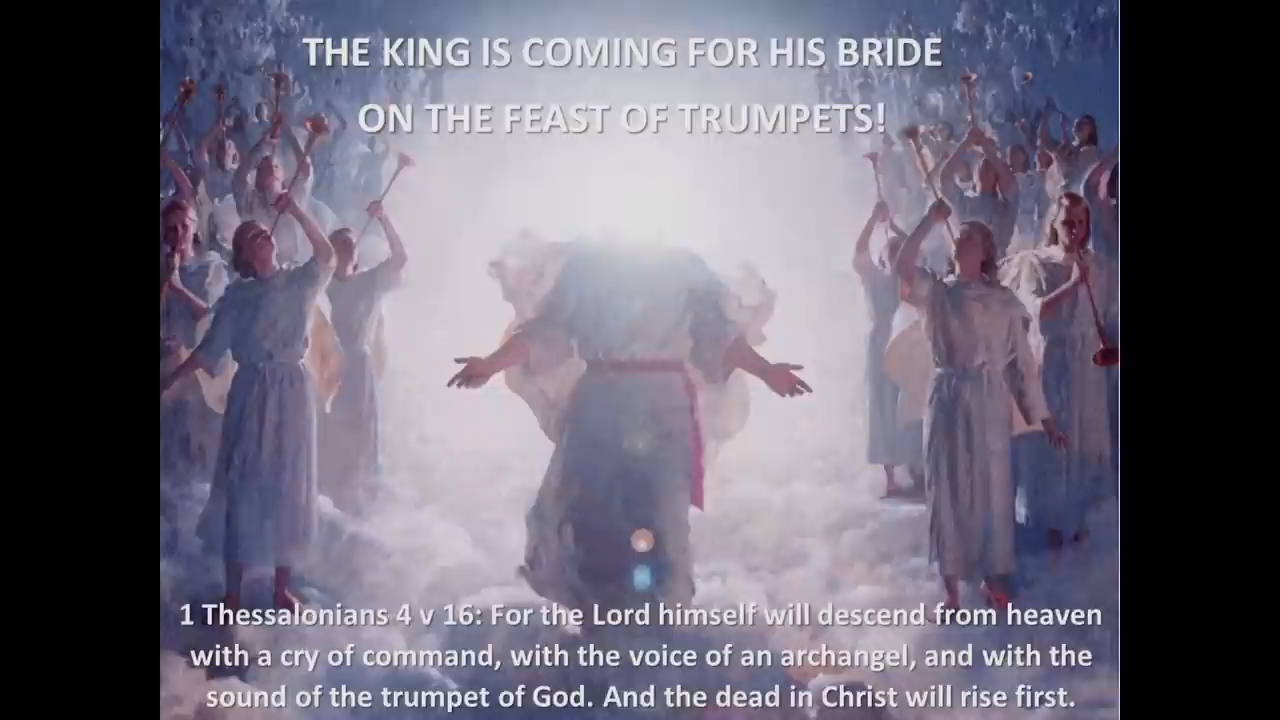 THE KING IS COMING FOR HIS BRIDE
ON THE FEAST OF TRUMPETS!
1 Thessalonians 4 v 16: For the Lord himself will descend from heaven
with a cry of command, with the voice of an archangel, and with the
sound of the trumpet of God. And the dead in Christ will rise first.